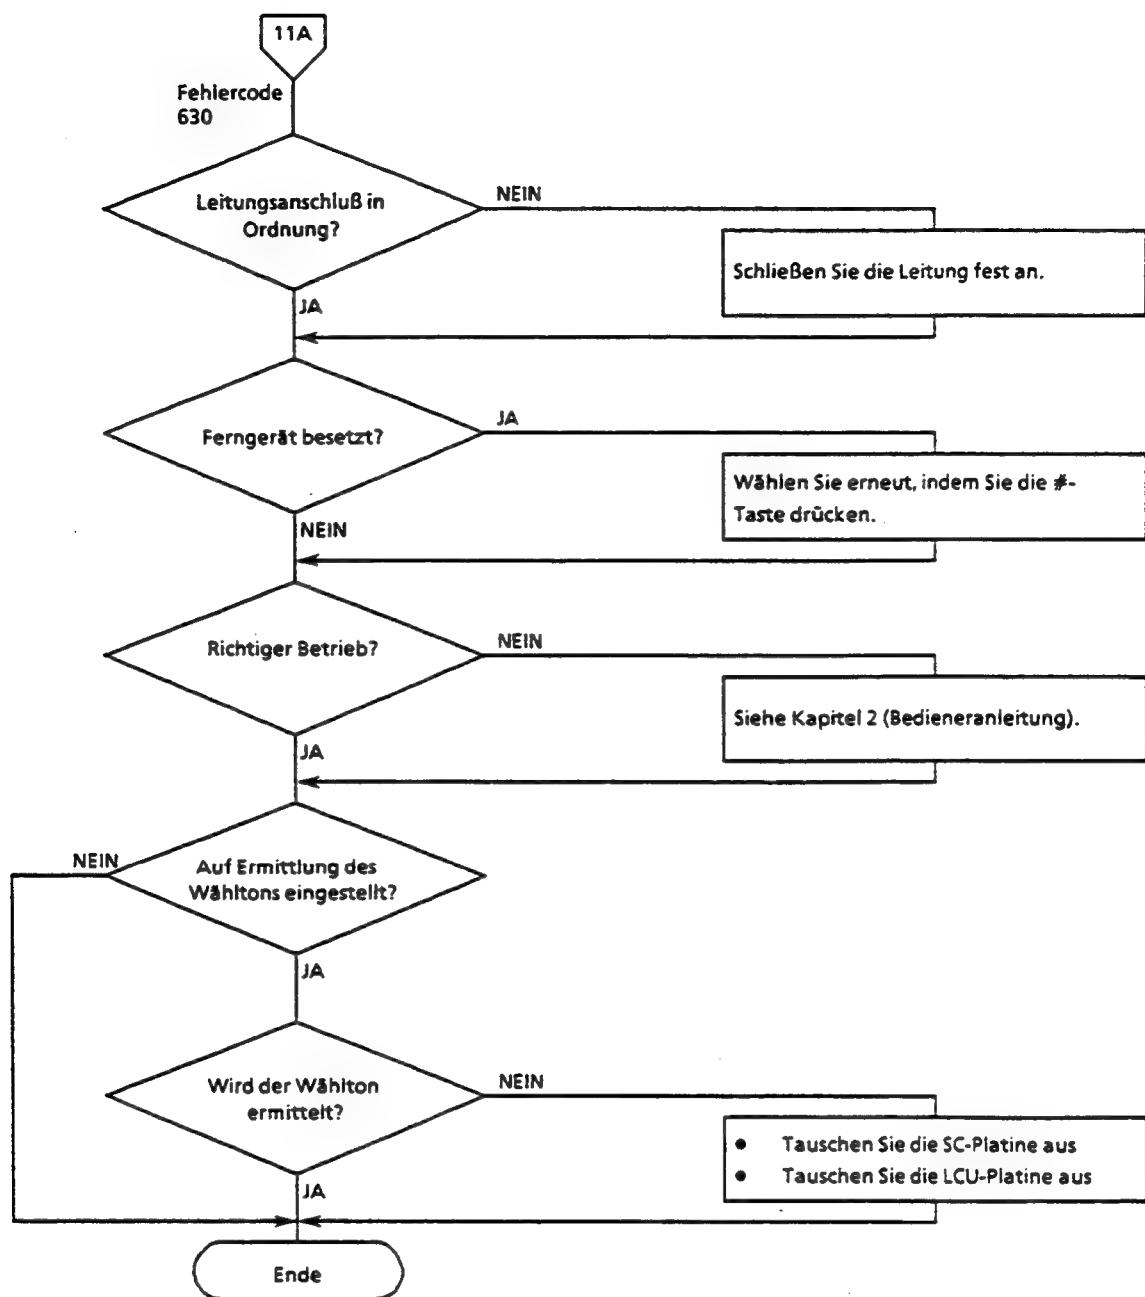 11A
Fehlercode
630
Leitungsanschluß in
Ordnung?
NEIN
Schließen Sie die Leitung fest an.
JA
Ferngerät besetzt?
JA
Wählen Sie erneut, indem Sie die #-
Taste drücken.
NEIN
Richtiger Betrieb?
NEIN
Siehe Kapitel 2 (Bedieneranleitung).
JA
NEIN
Auf Ermittlung des
Wähltons eingestellt?
JA
Wird der Wählton
ermittelt?
NEIN
• Tauschen Sie die SC-Platine aus
• Tauschen Sie die LCU-Platine aus
JA
Ende